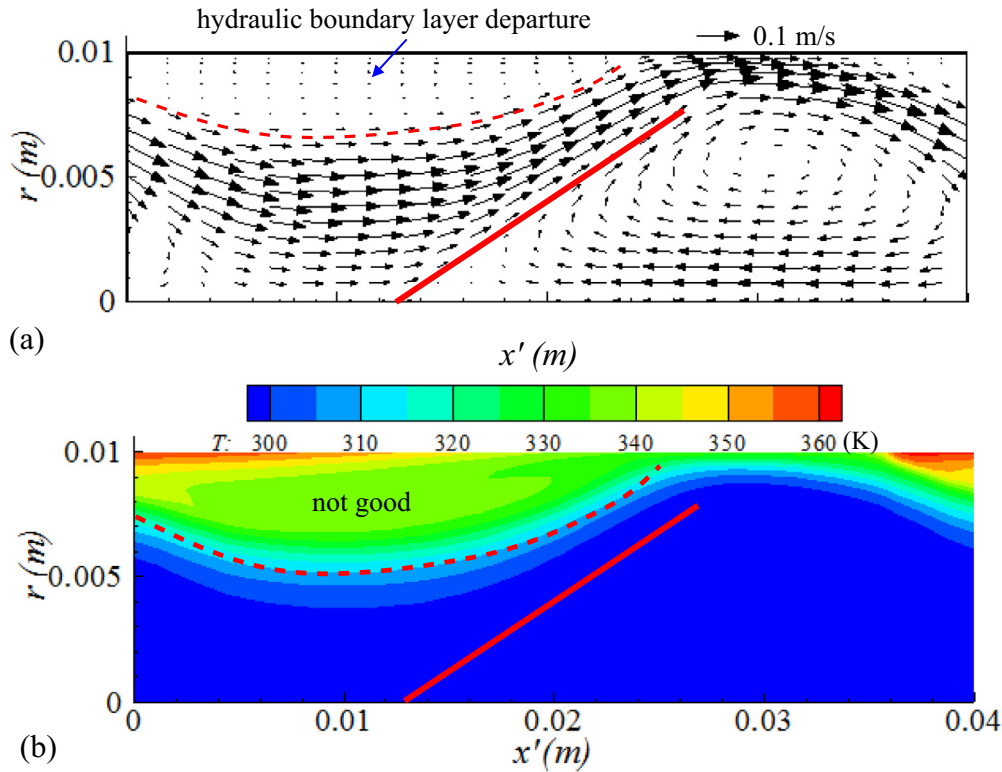 hydraulic boundary layer departure
0.01
0.1 m/s
r (m)
0.005
0
(a)
x' (m)
T: 300 310 320 330 340 350 360 (K)
0.01
not good
r (m)
0.005
0
0 0.01 0.02 0.03 0.04
(b)
x'(m)